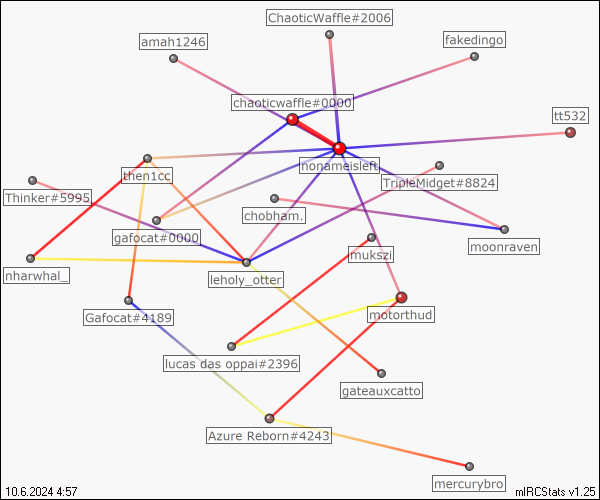 ChaoticWaffle#2006
amah1246
fakedingo
chaoticwaffle#0000
tt532
nonameisleft
then1cc
TripleMidget#8824
Thinker#5995
chobham.
gafocat#0000
moonraven
mukszi
nharwhal_
leholy_otter
Gafocat#4189
motorthud
lucas das oppai#2396
gateauxcatto
Azure Reborn#4243
mercurybro
10.6.2024 4:57
mIRCStats v1.25